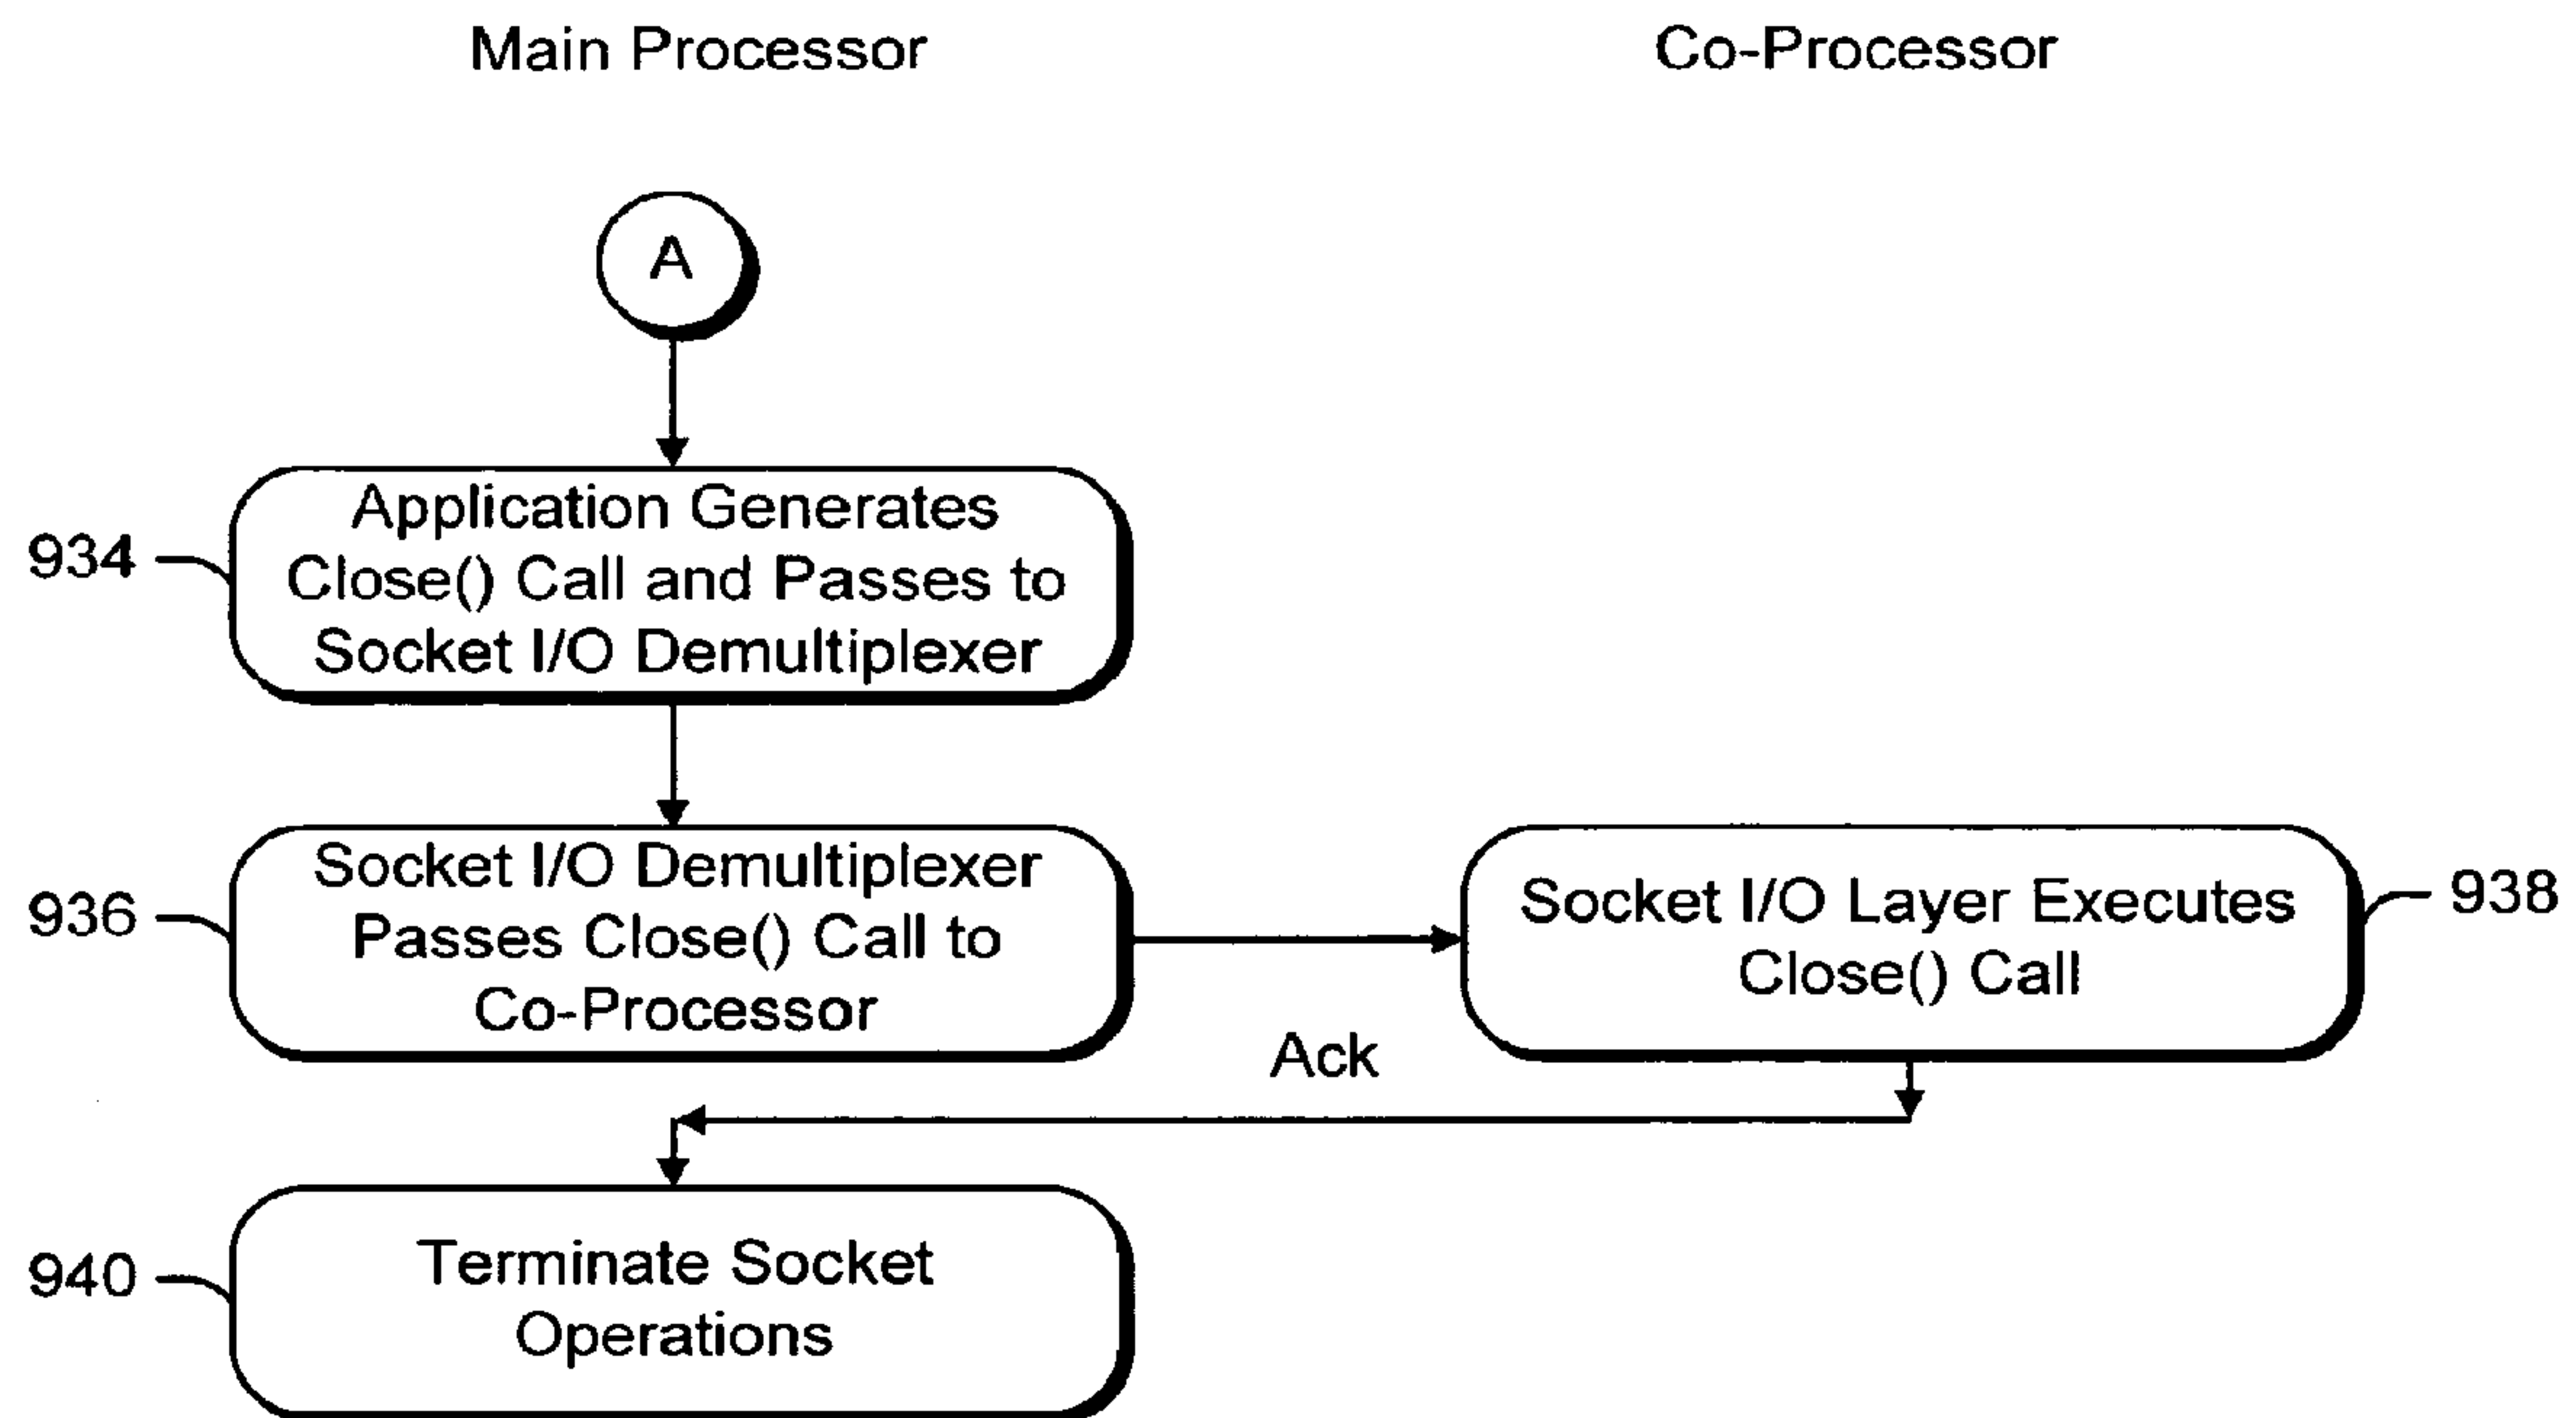 Main Processor
Co-Processor
A
934
Application Generates
Close() Call and Passes to
Socket I/O Demultiplexer
936
Socket I/O Demultiplexer
Passes Close() Call to
Co-Processor
Socket I/O Layer Executes
Close() Call
938
Ack
940
Terminate Socket
Operations